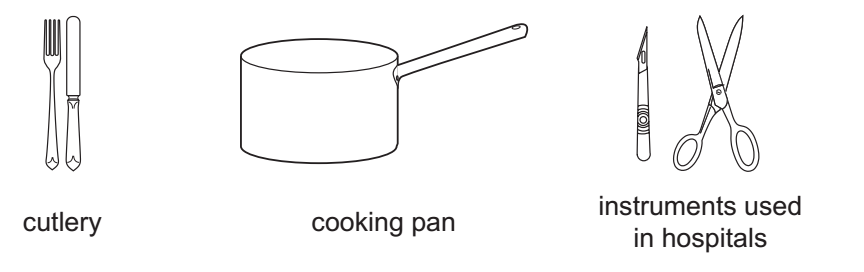 cutlery
cooking pan
instruments used
in hospitals